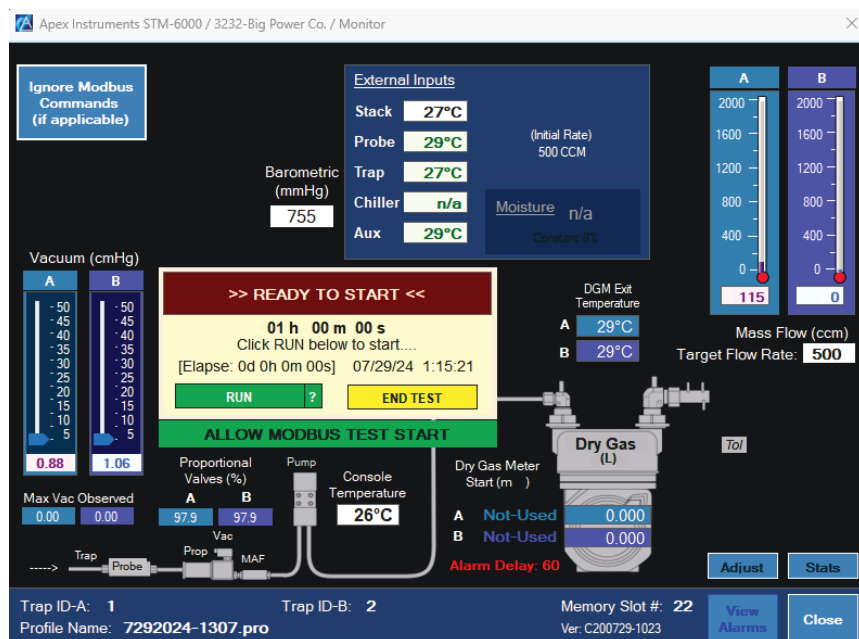 Apex Instruments STM-6000 / 3232-Big Power Co. / Monitor
Ignore Modbus
Commands
(if applicable)
External Inputs
Stack 27°C
Probe 29°C
Trap 27°C
Chiller n/a
Aux 29°C
(Initial Rate)
500 CCM
Moisture n/a
Constant 8%
Barometric
(mmHg)
755
A B
2000 2000
1600 1600
1200 1200
800 800
400 400
0 0
115 0
Mass Flow (ccm)
Target Flow Rate: 500
Vacuum (cmHg)
A B
50 50
45 45
40 40
35 35
30 30
25 25
20 20
15 15
10 10
5 5
0.88 1.06
Max Vac Observed
0.00 0.00
>> READY TO START <<
01 h 00 m 00 s
Click RUN below to start....
[Elapse: 0d 0h 0m 00s] 07/29/24 1:15:21
RUN ? END TEST
ALLOW MODBUS TEST START
DGM Exit
Temperature
A 29°C
B 29°C
Proportional
Valves (%)
A B
97.9 97.9
Pump
Console
Temperature
26°C
Vac
Prop
MAF
Trap
----->
Probe
Dry Gas
(L)
Dry Gas Meter
Start (m )
A Not-Used 0.000
B Not-Used 0.000
Alarm Delay: 60
Tol
Adjust Stats
Trap ID-A: 1 Trap ID-B: 2 Memory Slot #: 22
Profile Name: 7292024-1307.pro Ver: C200729-1023
View
Alarms
Close